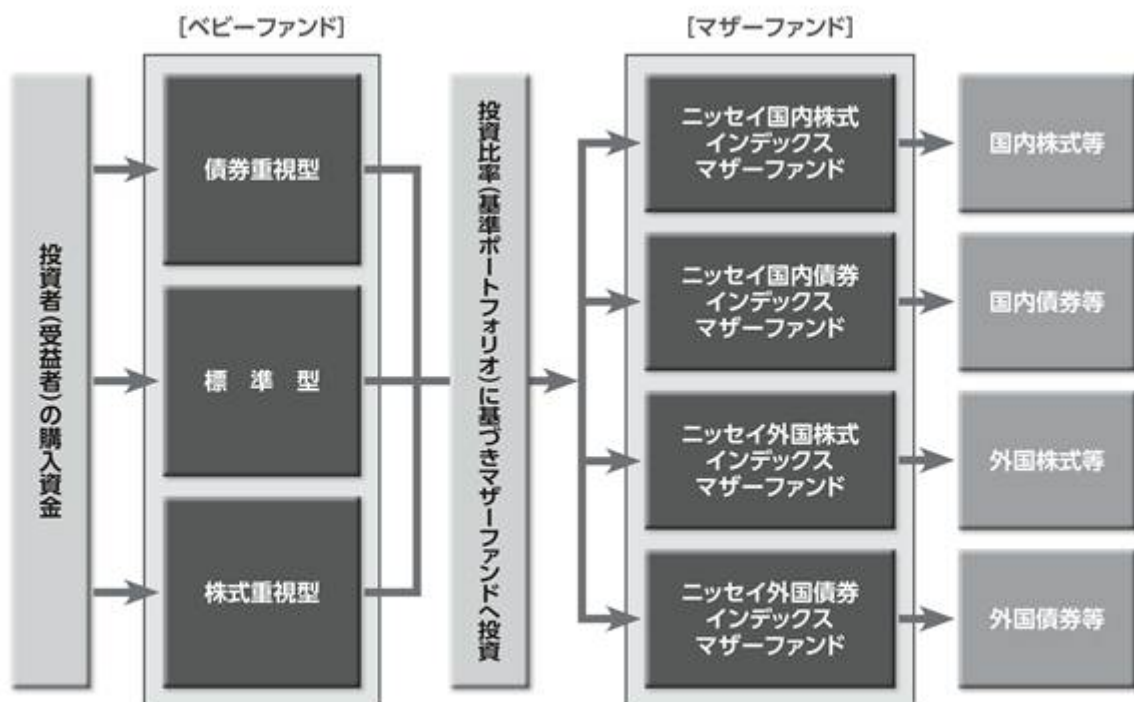 [ベビーファンド]
[マザーファンド]
投資者(受益者)の購入資金
債券重視型
標 準 型
株式重視型
投資比率(基準ポートフォリオ)に基づきマザーファンドへ投資
ニッセイ国内株式
インデックス
マザーファンド
国内株式等
ニッセイ国内債券
インデックス
マザーファンド
国内債券等
ニッセイ外国株式
インデックス
マザーファンド
外国株式等
ニッセイ外国債券
インデックス
マザーファンド
外国債券等